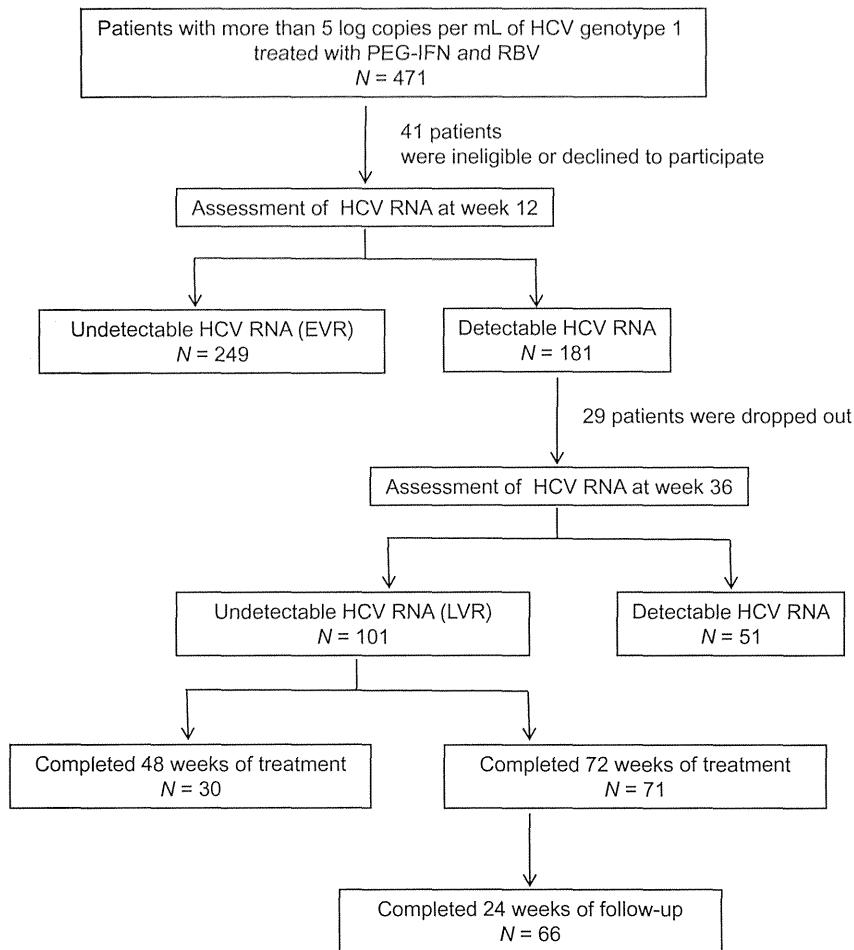 Patients with more than 5 log copies per mL of HCV genotype 1
treated with PEG-IFN and RBV
N = 471
41 patients
were ineligible or declined to participate
Assessment of HCV RNA at week 12
Undetectable HCV RNA (EVR)
N = 249
Detectable HCV RNA
N = 181
29 patients were dropped out
Assessment of HCV RNA at week 36
Undetectable HCV RNA (LVR)
N = 101
Detectable HCV RNA
N = 51
Completed 48 weeks of treatment
N = 30
Completed 72 weeks of treatment
N = 71
Completed 24 weeks of follow-up
N = 66